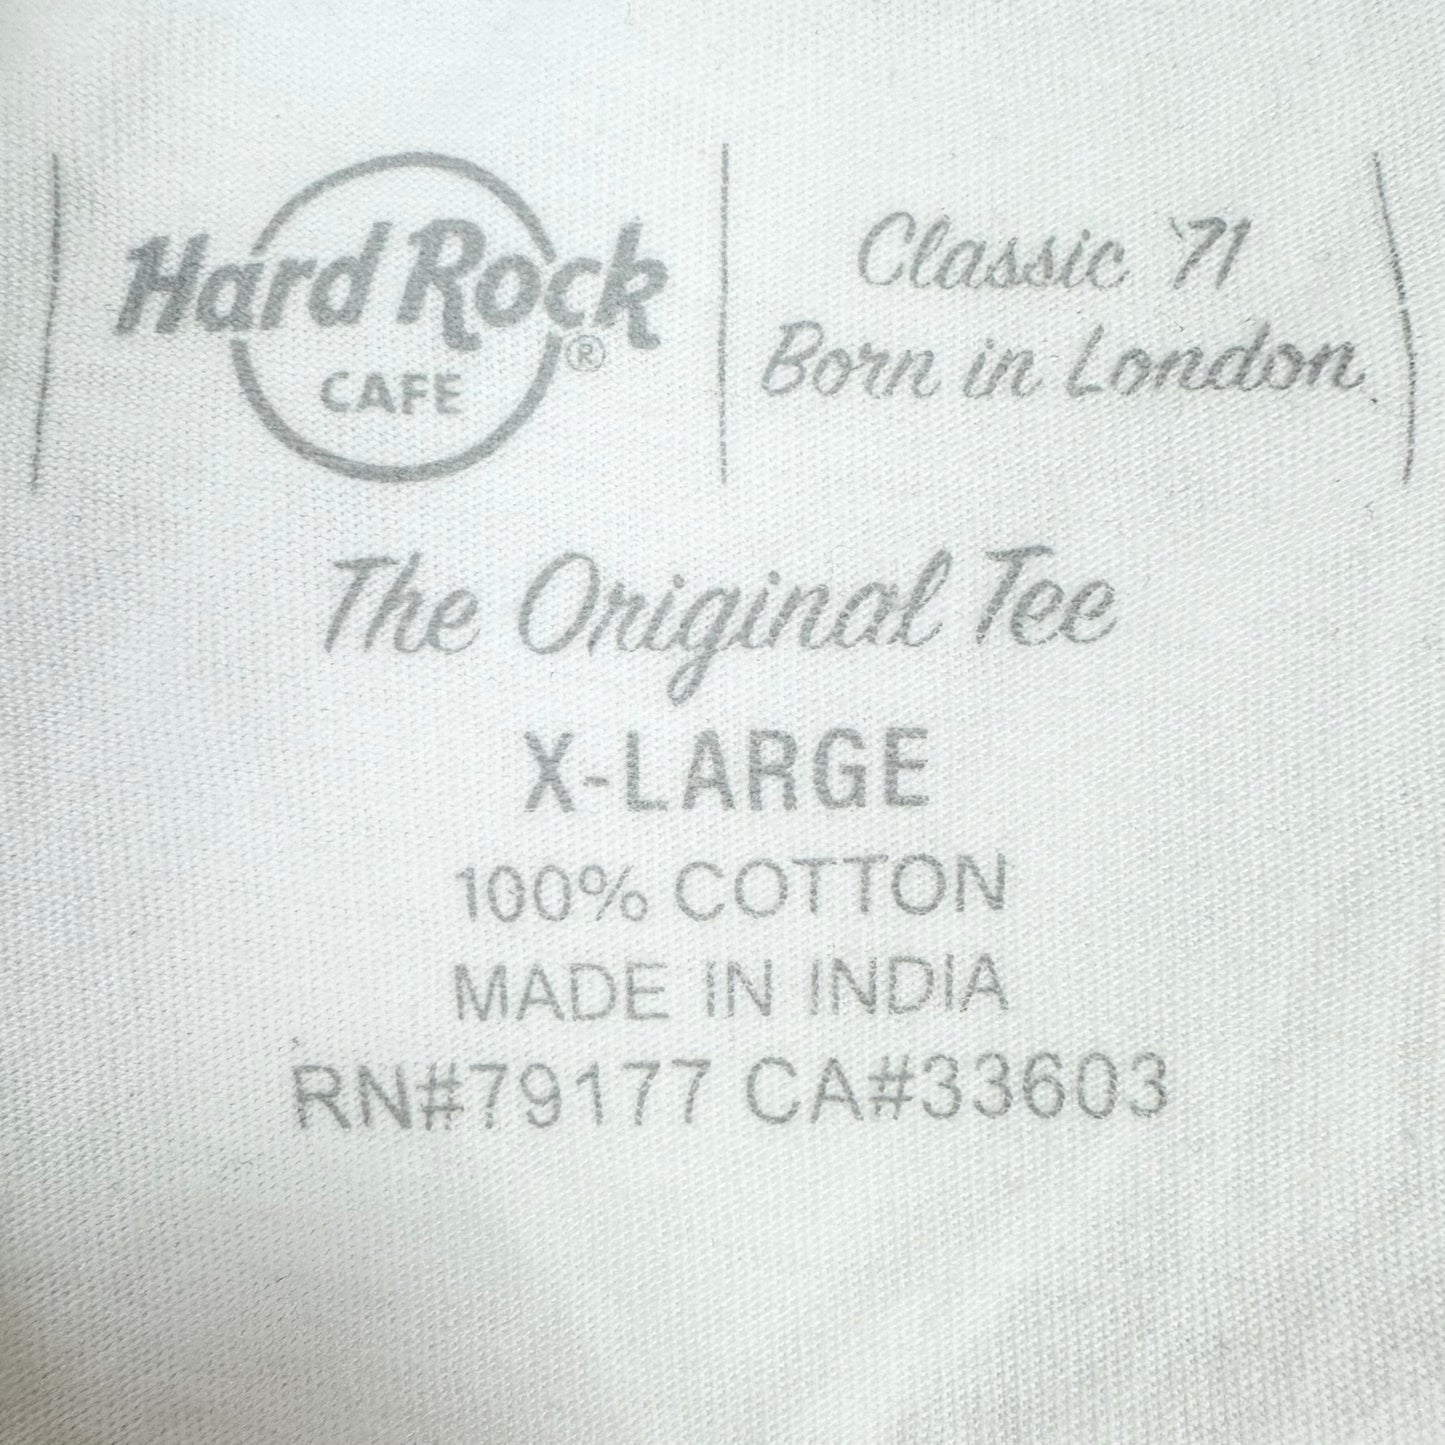 Hard Rock®
CAFE
Classic '71
Born in London
The Original Tee
X-LARGE
100% COTTON
MADE IN INDIA
RN#79177 CA#33603